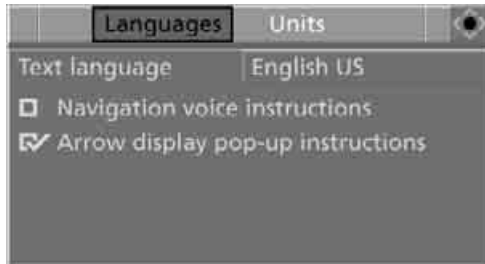 Languages Units
Text language English US
Navigation voice instructions
Arrow display pop-up instructions